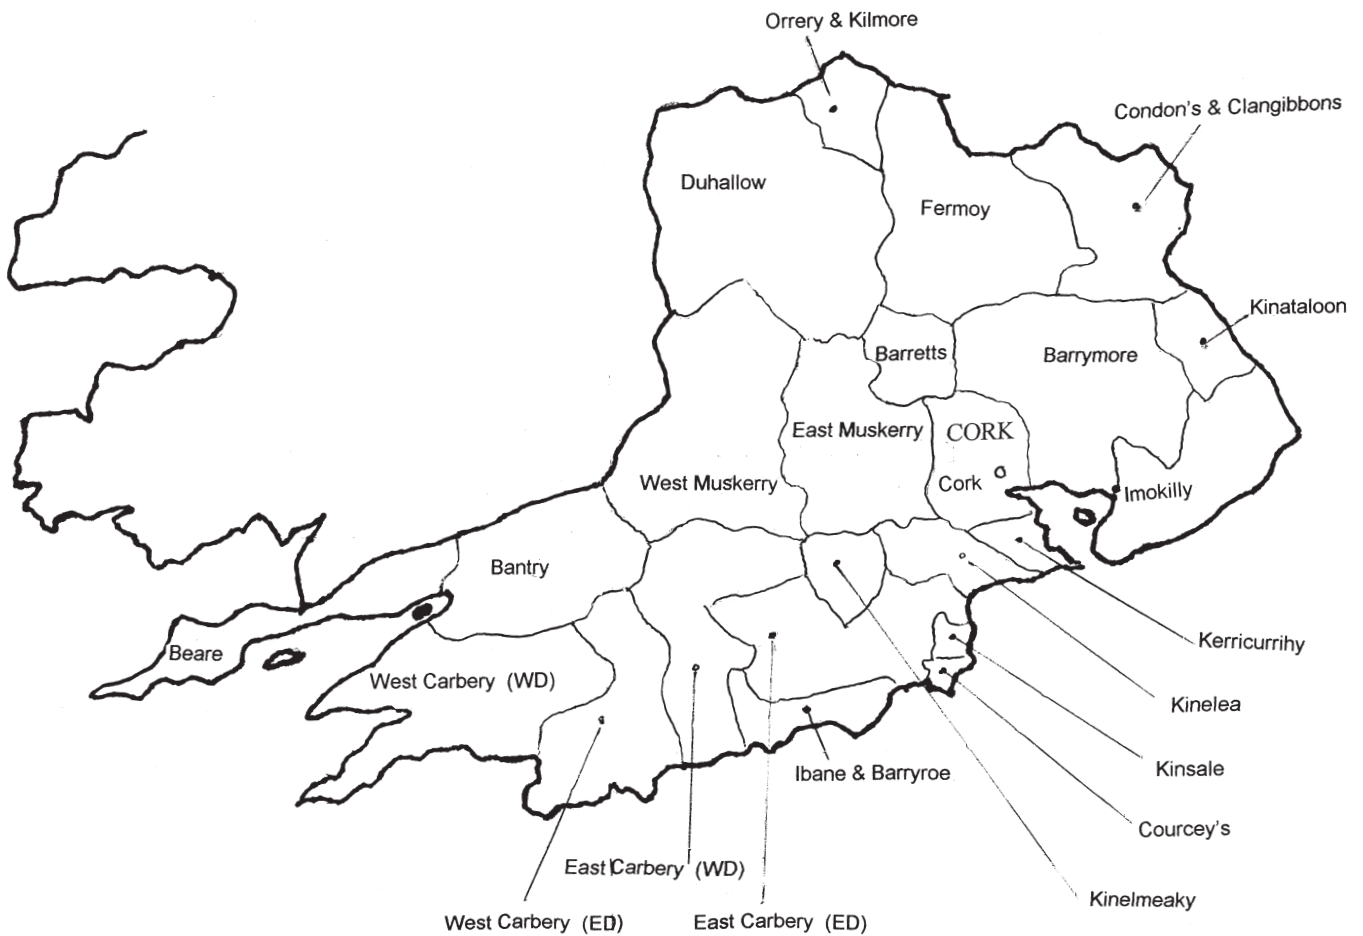 Orrery & Kilmore
Condon's & Clangibbons
Duhallow
Fermoy
Kinataloon
Barretts
Barrymore
East Muskerry
CORK
West Muskerry
Cork
Imokilly
Bantry
Kerricurrihy
Beare
West Carbery (WD)
Kinelea
Kinsale
Ibane & Barryroe
Courcey's
East Carbery (WD)
Kinelmeaky
West Carbery (ED)
East Carbery (ED)